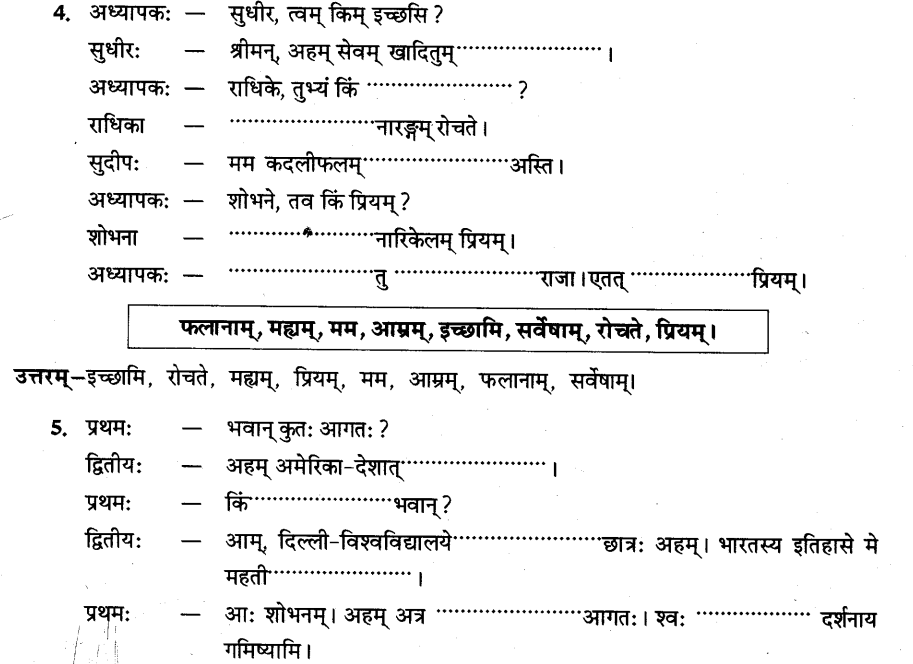 4. अध्यापकः — सुधीर, त्वम् किम् इच्छसि ?
सुधीरः — श्रीमन्, अहम् सेवम् खादितुम्........................ ।
अध्यापकः — राधिके, तुभ्यं किं ........................ ?
राधिका — ........................नारङ्गम् रोचते।
सुदीपः — मम कदलीफलम्........................अस्ति।
अध्यापकः — शोभने, तव किं प्रियम् ?
शोभना — ........................नारिकेलम् प्रियम्।
अध्यापकः — ........................तु ........................राजा।एतत् ....................प्रियम्।
फलानाम्, मह्यम्, मम, आम्रम्, इच्छामि, सर्वेषाम्, रोचते, प्रियम्।
उत्तरम्–इच्छामि, रोचते, मह्यम्, प्रियम्, मम, आम्रम्, फलानाम्, सर्वेषाम्।
5. प्रथमः — भवान् कुतः आगतः ?
द्वितीयः — अहम् अमेरिका-देशात्........................ ।
प्रथमः — किं........................भवान् ?
द्वितीयः — आम्, दिल्ली-विश्वविद्यालये........................छात्रः अहम्। भारतस्य इतिहासे मे
महती........................ ।
प्रथमः — आः शोभनम्। अहम् अत्र ........................आगतः। श्वः .................... दर्शनाय
गमिष्यामि।